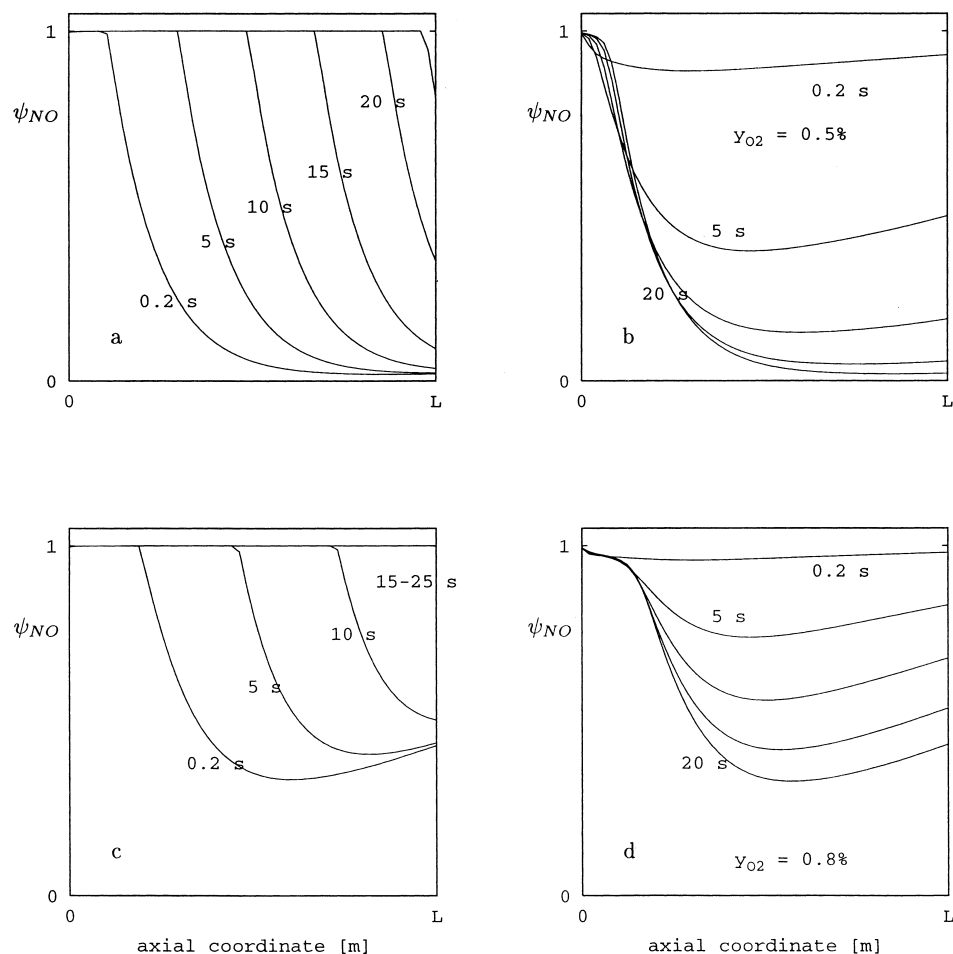 1
ψNO
20 s
15 s
10 s
5 s
0.2 s
a
0
0
L
1
ψNO
0.2 s
yO2 = 0.5%
5 s
20 s
b
0
0
L
1
ψNO
15-25 s
10 s
5 s
0.2 s
c
0
0
L
axial coordinate [m]
1
ψNO
0.2 s
5 s
20 s
d
yO2 = 0.8%
0
0
L
axial coordinate [m]